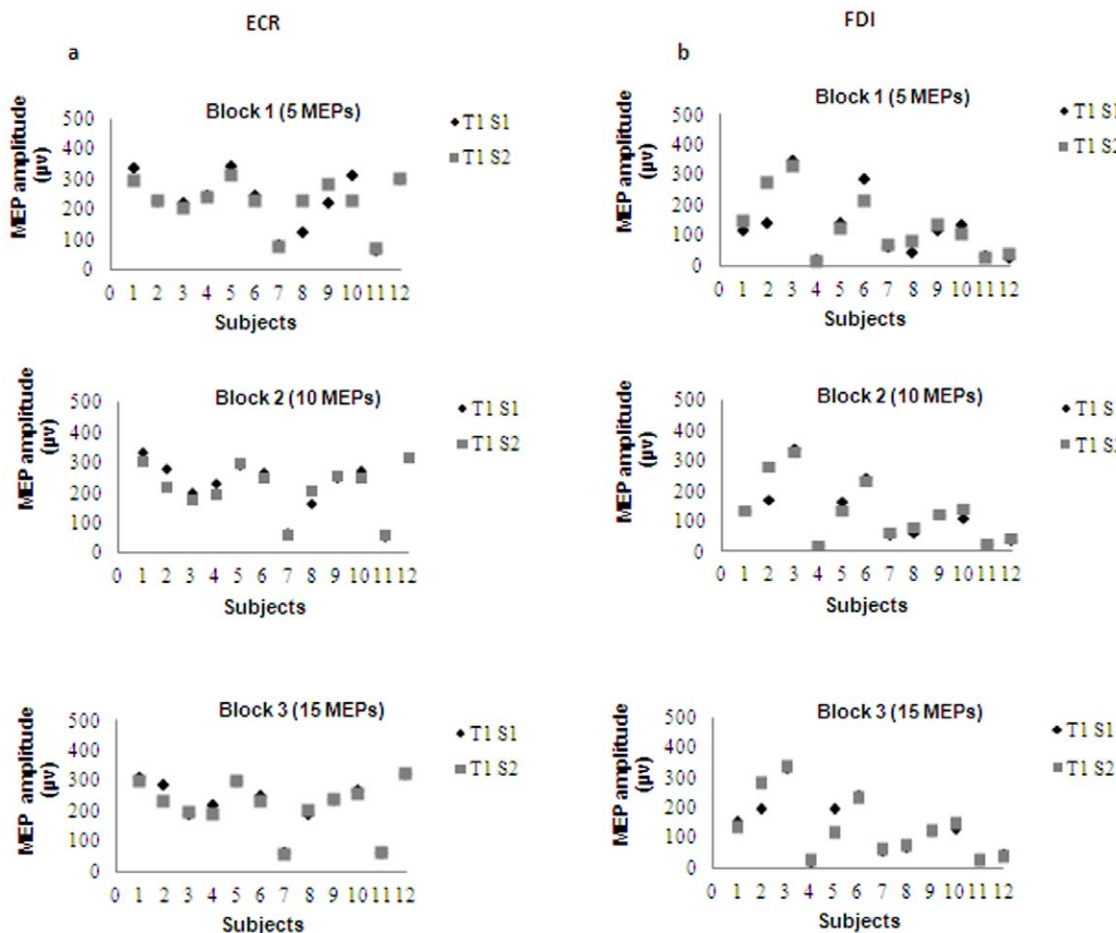 ECR
a
Block 1 (5 MEPs)
MEP amplitude
(µv)
500
400
300
200
100
0
0 1 2 3 4 5 6 7 8 9 10 11 12
Subjects
T1 S1
T1 S2
Block 2 (10 MEPs)
MEP amplitude
(µv)
500
400
300
200
100
0
0 1 2 3 4 5 6 7 8 9 10 11 12
Subjects
T1 S1
T1 S2
Block 3 (15 MEPs)
MEP amplitude
(µv)
500
400
300
200
100
0
0 1 2 3 4 5 6 7 8 9 10 11 12
Subjects
T1 S1
T1 S2
FDI
b
Block 1 (5 MEPs)
MEP amplitude
(µv)
500
400
300
200
100
0
0 1 2 3 4 5 6 7 8 9 10 11 12
Subjects
T1 S1
T1 S2
Block 2 (10 MEPs)
MEP amplitude
(µv)
500
400
300
200
100
0
0 1 2 3 4 5 6 7 8 9 10 11 12
Subjects
T1 S1
T1 S2
Block 3 (15 MEPs)
MEP amplitude
(µv)
500
400
300
200
100
0
0 1 2 3 4 5 6 7 8 9 10 11 12
Subjects
T1 S1
T1 S2